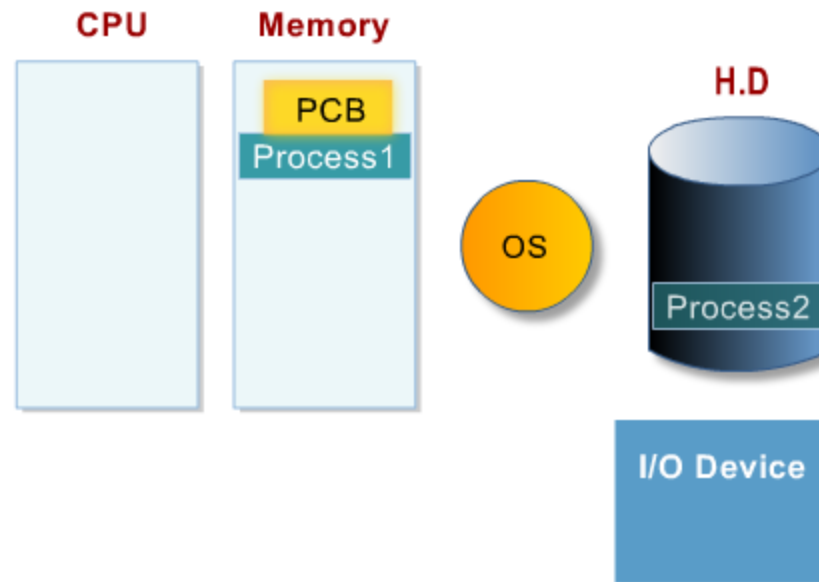 CPU
Memory
H.D
PCB
Process1
OS
Process2
I/O Device